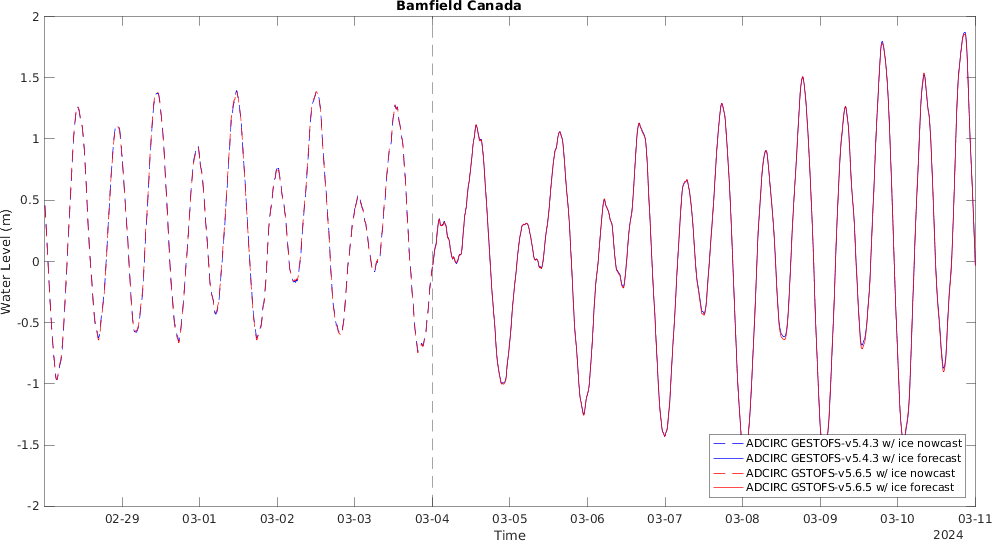 Bamfield Canada
2
1.5
1
0.5
0
-0.5
-1
-1.5
-2
Water Level (m)
ADCIRC GESTOFS-v5.4.3 w/ ice nowcast
ADCIRC GESTOFS-v5.4.3 w/ ice forecast
ADCIRC GSTOFS-v5.6.5 w/ ice nowcast
ADCIRC GSTOFS-v5.6.5 w/ ice forecast
02-29 03-01 03-02 03-03 03-04 03-05 03-06 03-07 03-08 03-09 03-10 03-11
Time
2024